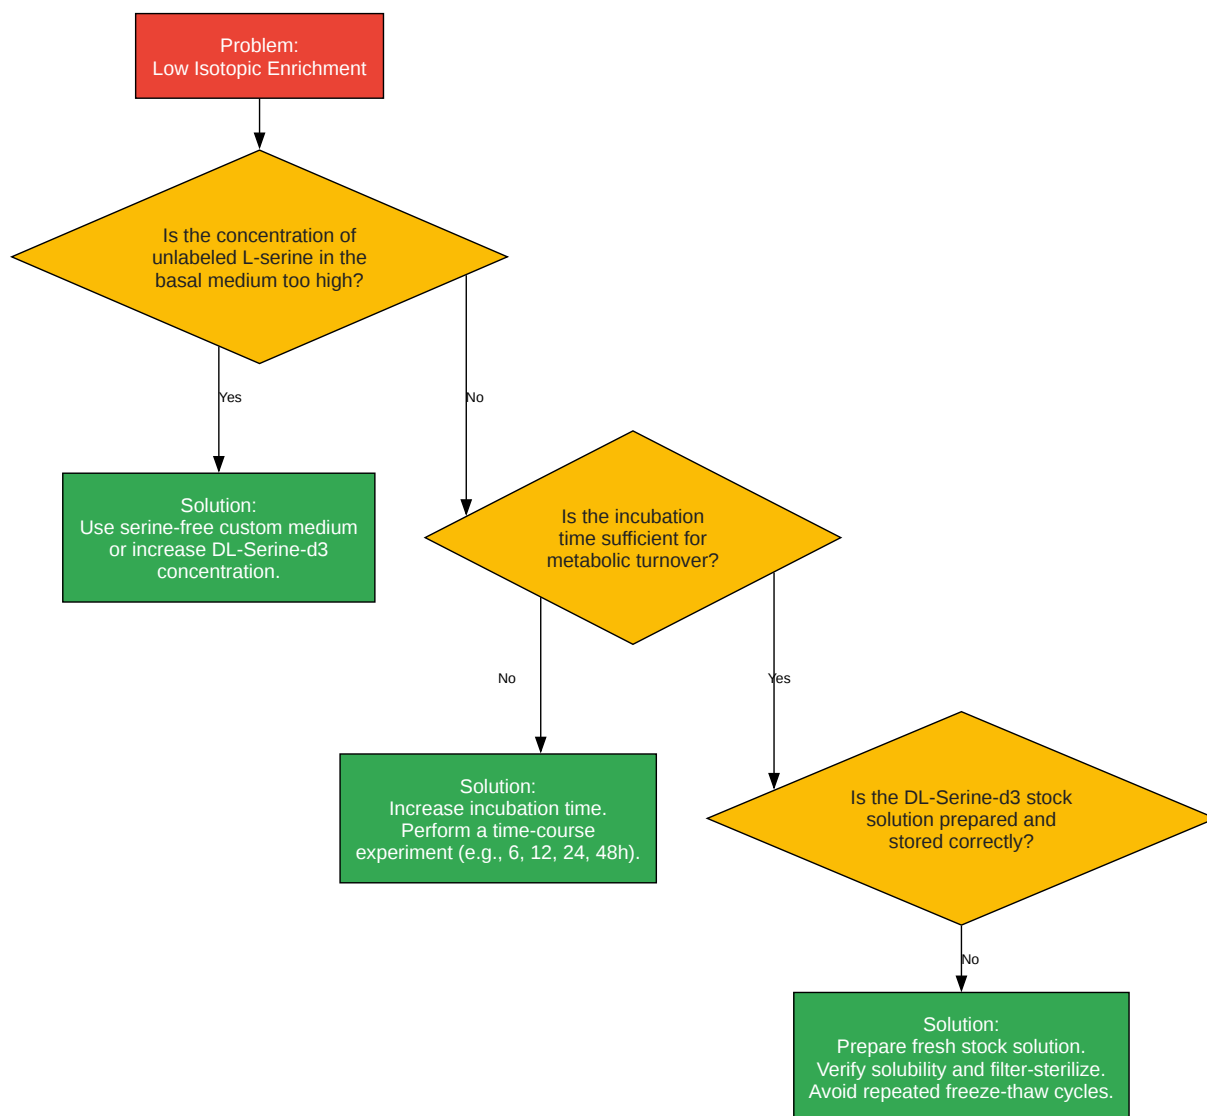 Problem:
Low Isotopic Enrichment
Is the concentration of
unlabeled L-serine in the
basal medium too high?
Yes
No
Solution:
Use serine-free custom medium
or increase DL-Serine-d3
concentration.
Is the incubation
time sufficient for
metabolic turnover?
No
Yes
Solution:
Increase incubation time.
Perform a time-course
experiment (e.g., 6, 12, 24, 48h).
Is the DL-Serine-d3 stock
solution prepared and
stored correctly?
No
Solution:
Prepare fresh stock solution.
Verify solubility and filter-sterilize.
Avoid repeated freeze-thaw cycles.